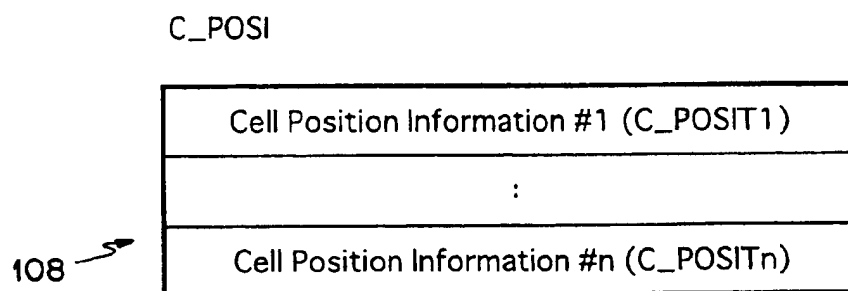 C_POSI
Cell Position Information #1 (C_POSIT1)
:
Cell Position Information #n (C_POSITn)
108